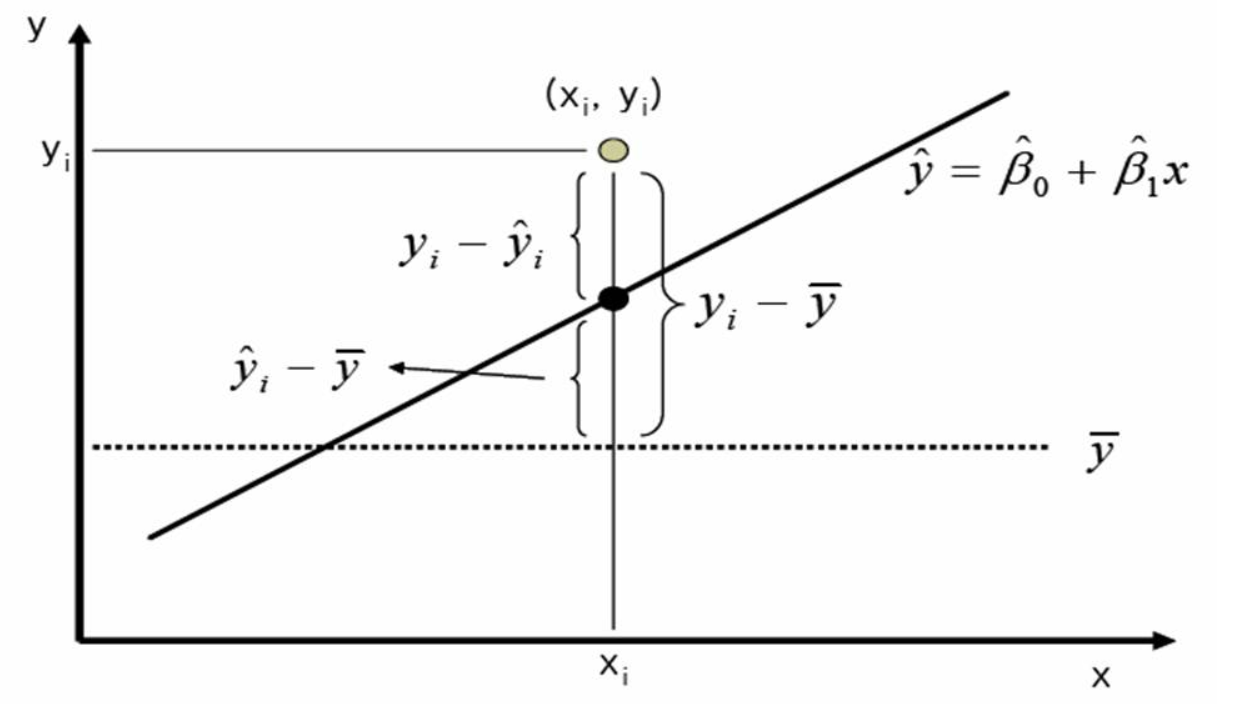 y
(xᵢ, yᵢ)
yᵢ
ŷ = β̂₀ + β̂₁x
yᵢ − ŷᵢ
yᵢ − y̅
ŷᵢ − y̅
y̅
xᵢ
x